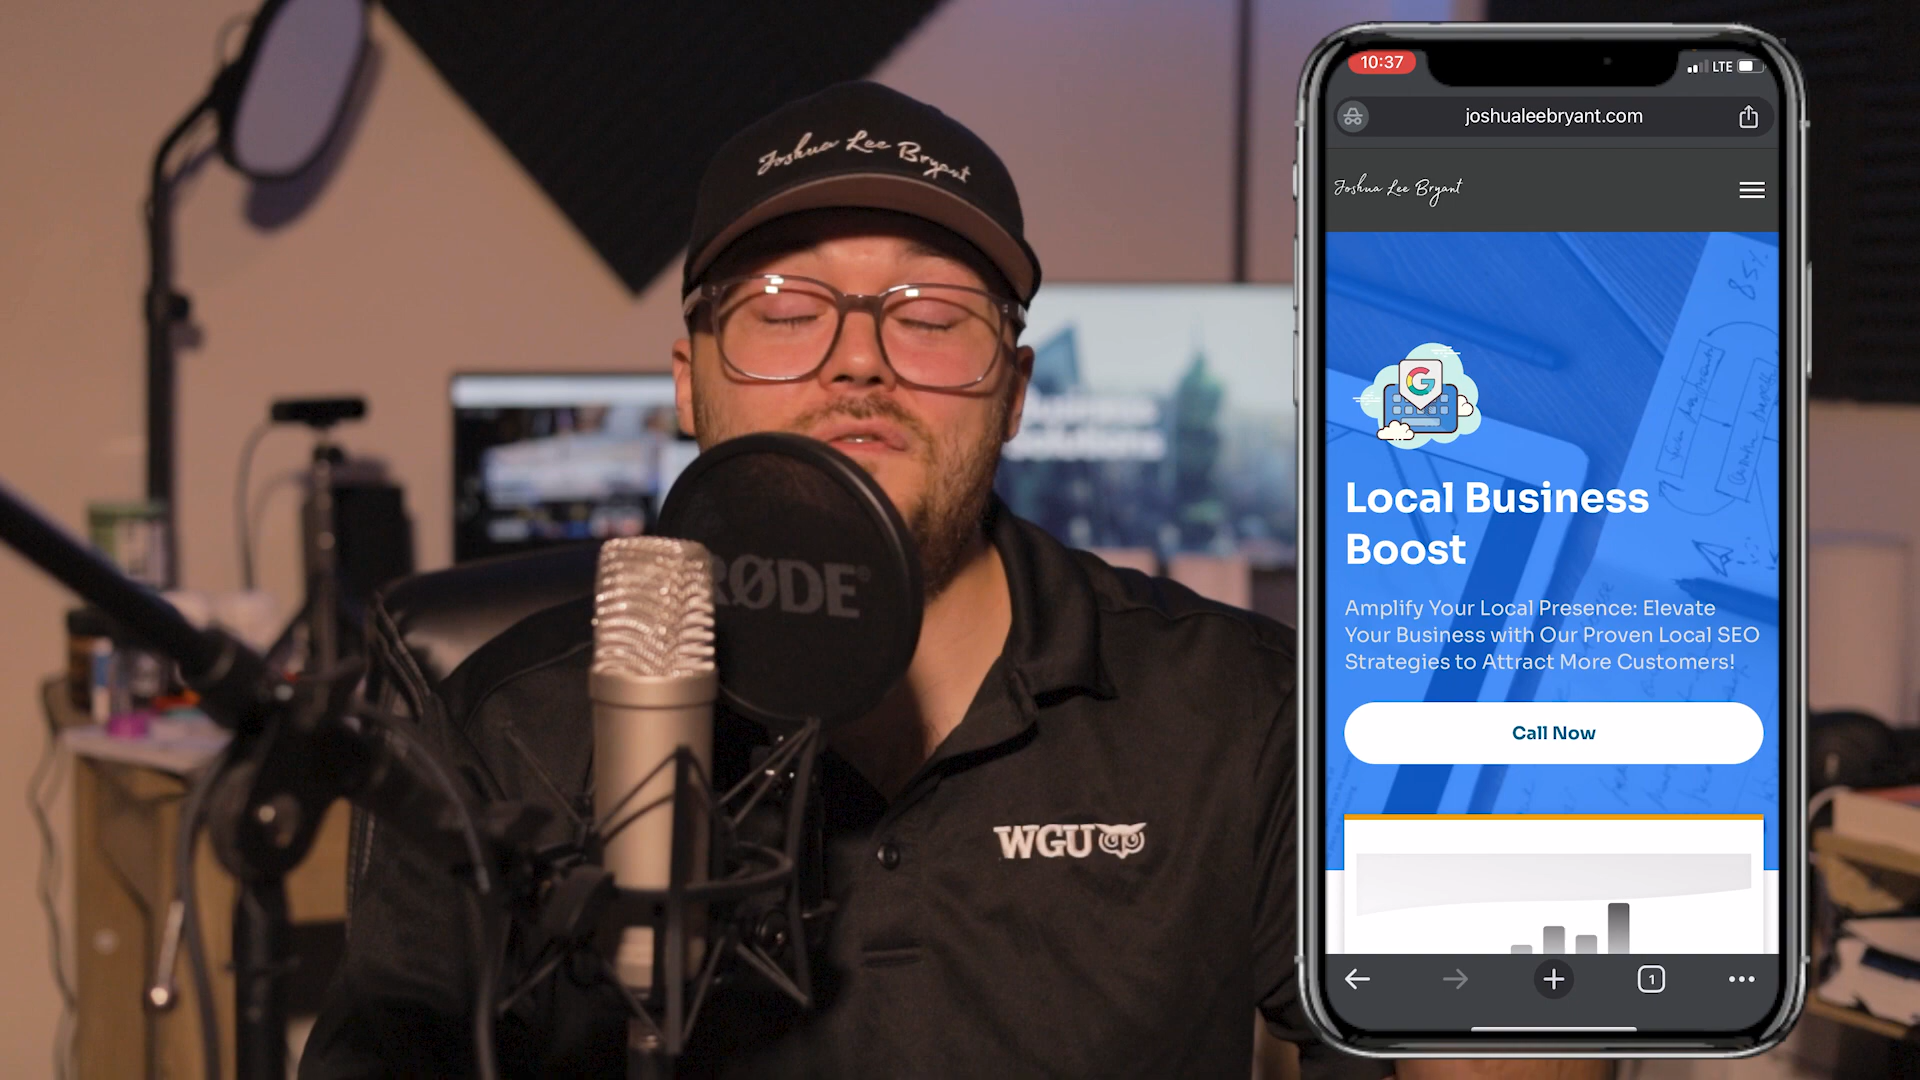 Joshua Lee Bryant
RØDE
WGU
10:37
LTE
joshualeebryant.com
Joshua Lee Bryant
85%
G
Local Business
Boost
Amplify Your Local Presence: Elevate
Your Business with Our Proven Local SEO
Strategies to Attract More Customers!
Call Now
1